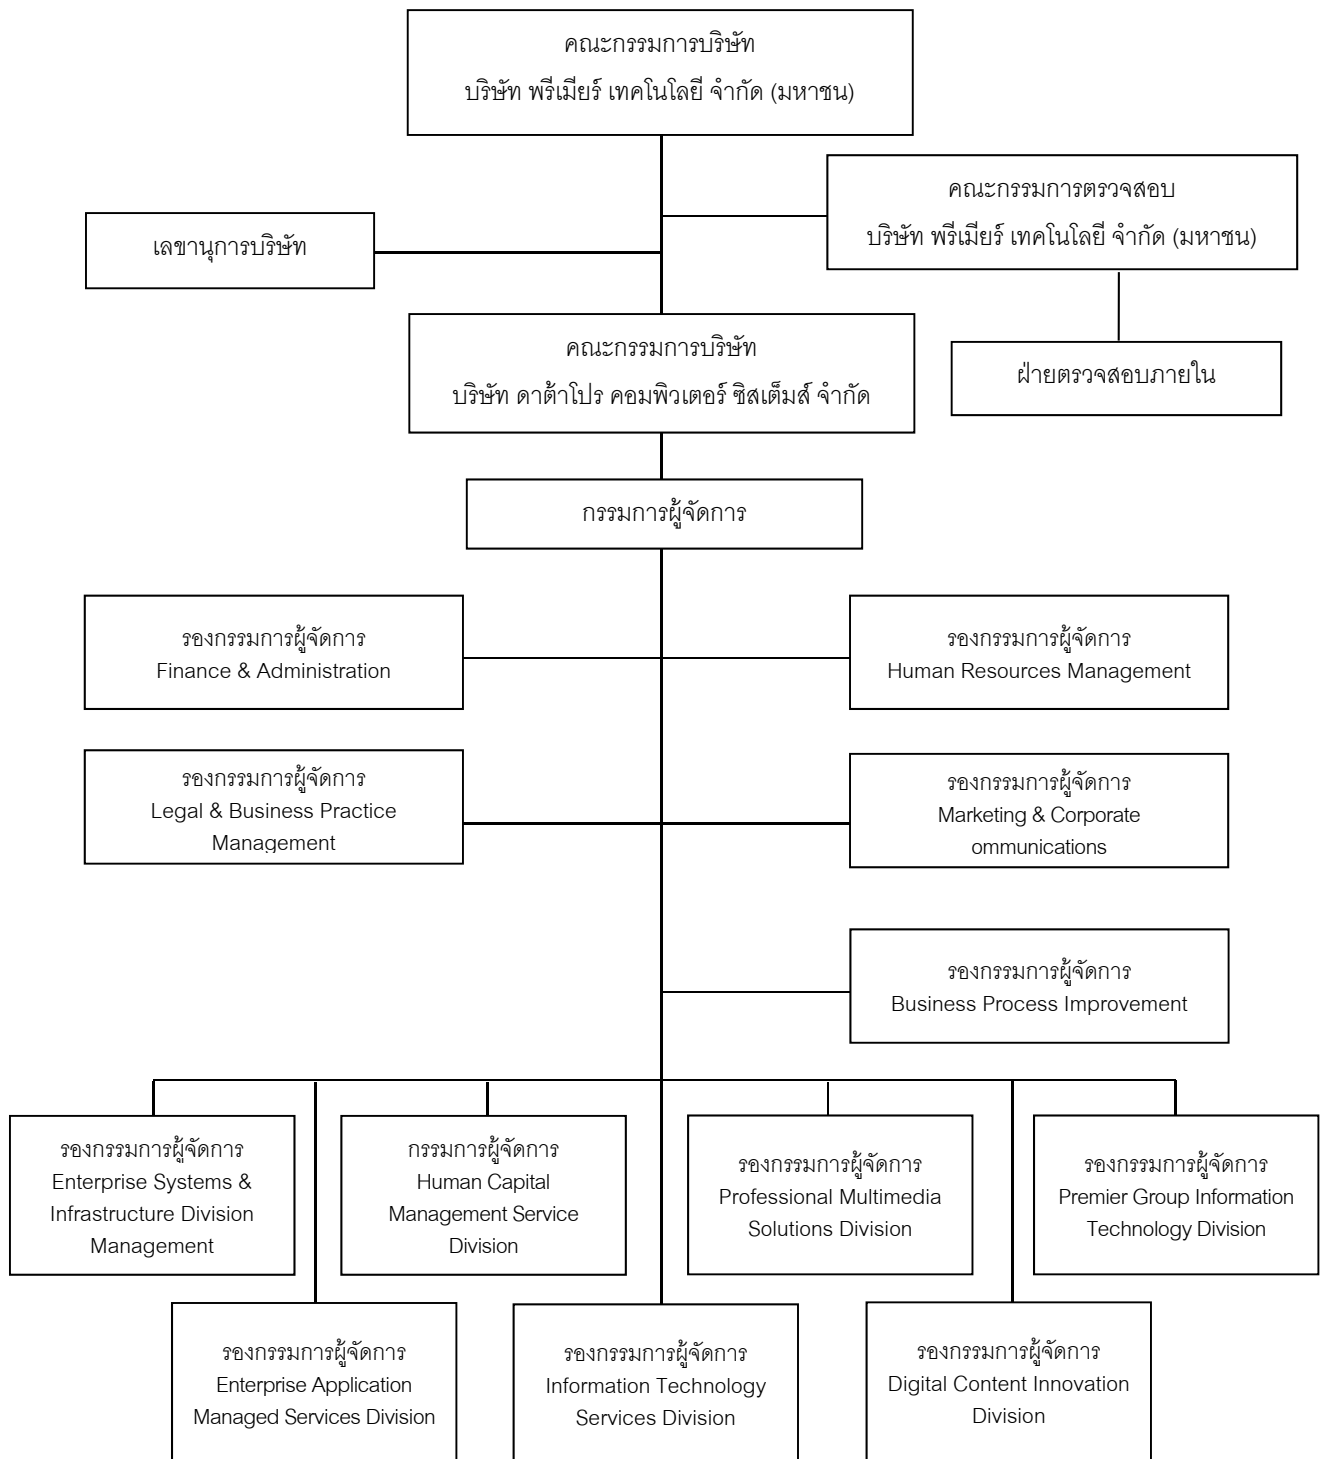 คณะกรรมการบริษัท
บริษัท พรีเมียร์ เทคโนโลยี จำกัด (มหาชน)
คณะกรรมการตรวจสอบ
บริษัท พรีเมียร์ เทคโนโลยี จำกัด (มหาชน)
เลขานุการบริษัท
คณะกรรมการบริษัท
บริษัท ดาต้าโปร คอมพิวเตอร์ ซิสเต็มส์ จำกัด
ฝ่ายตรวจสอบภายใน
กรรมการผู้จัดการ
รองกรรมการผู้จัดการ
Finance & Administration
รองกรรมการผู้จัดการ
Human Resources Management
รองกรรมการผู้จัดการ
Legal & Business Practice
Management
รองกรรมการผู้จัดการ
Marketing & Corporate
ommunications
รองกรรมการผู้จัดการ
Business Process Improvement
รองกรรมการผู้จัดการ
Enterprise Systems &
Infrastructure Division
Management
กรรมการผู้จัดการ
Human Capital
Management Service
Division
รองกรรมการผู้จัดการ
Professional Multimedia
Solutions Division
รองกรรมการผู้จัดการ
Premier Group Information
Technology Division
รองกรรมการผู้จัดการ
Enterprise Application
Managed Services Division
รองกรรมการผู้จัดการ
Information Technology
Services Division
รองกรรมการผู้จัดการ
Digital Content Innovation
Division